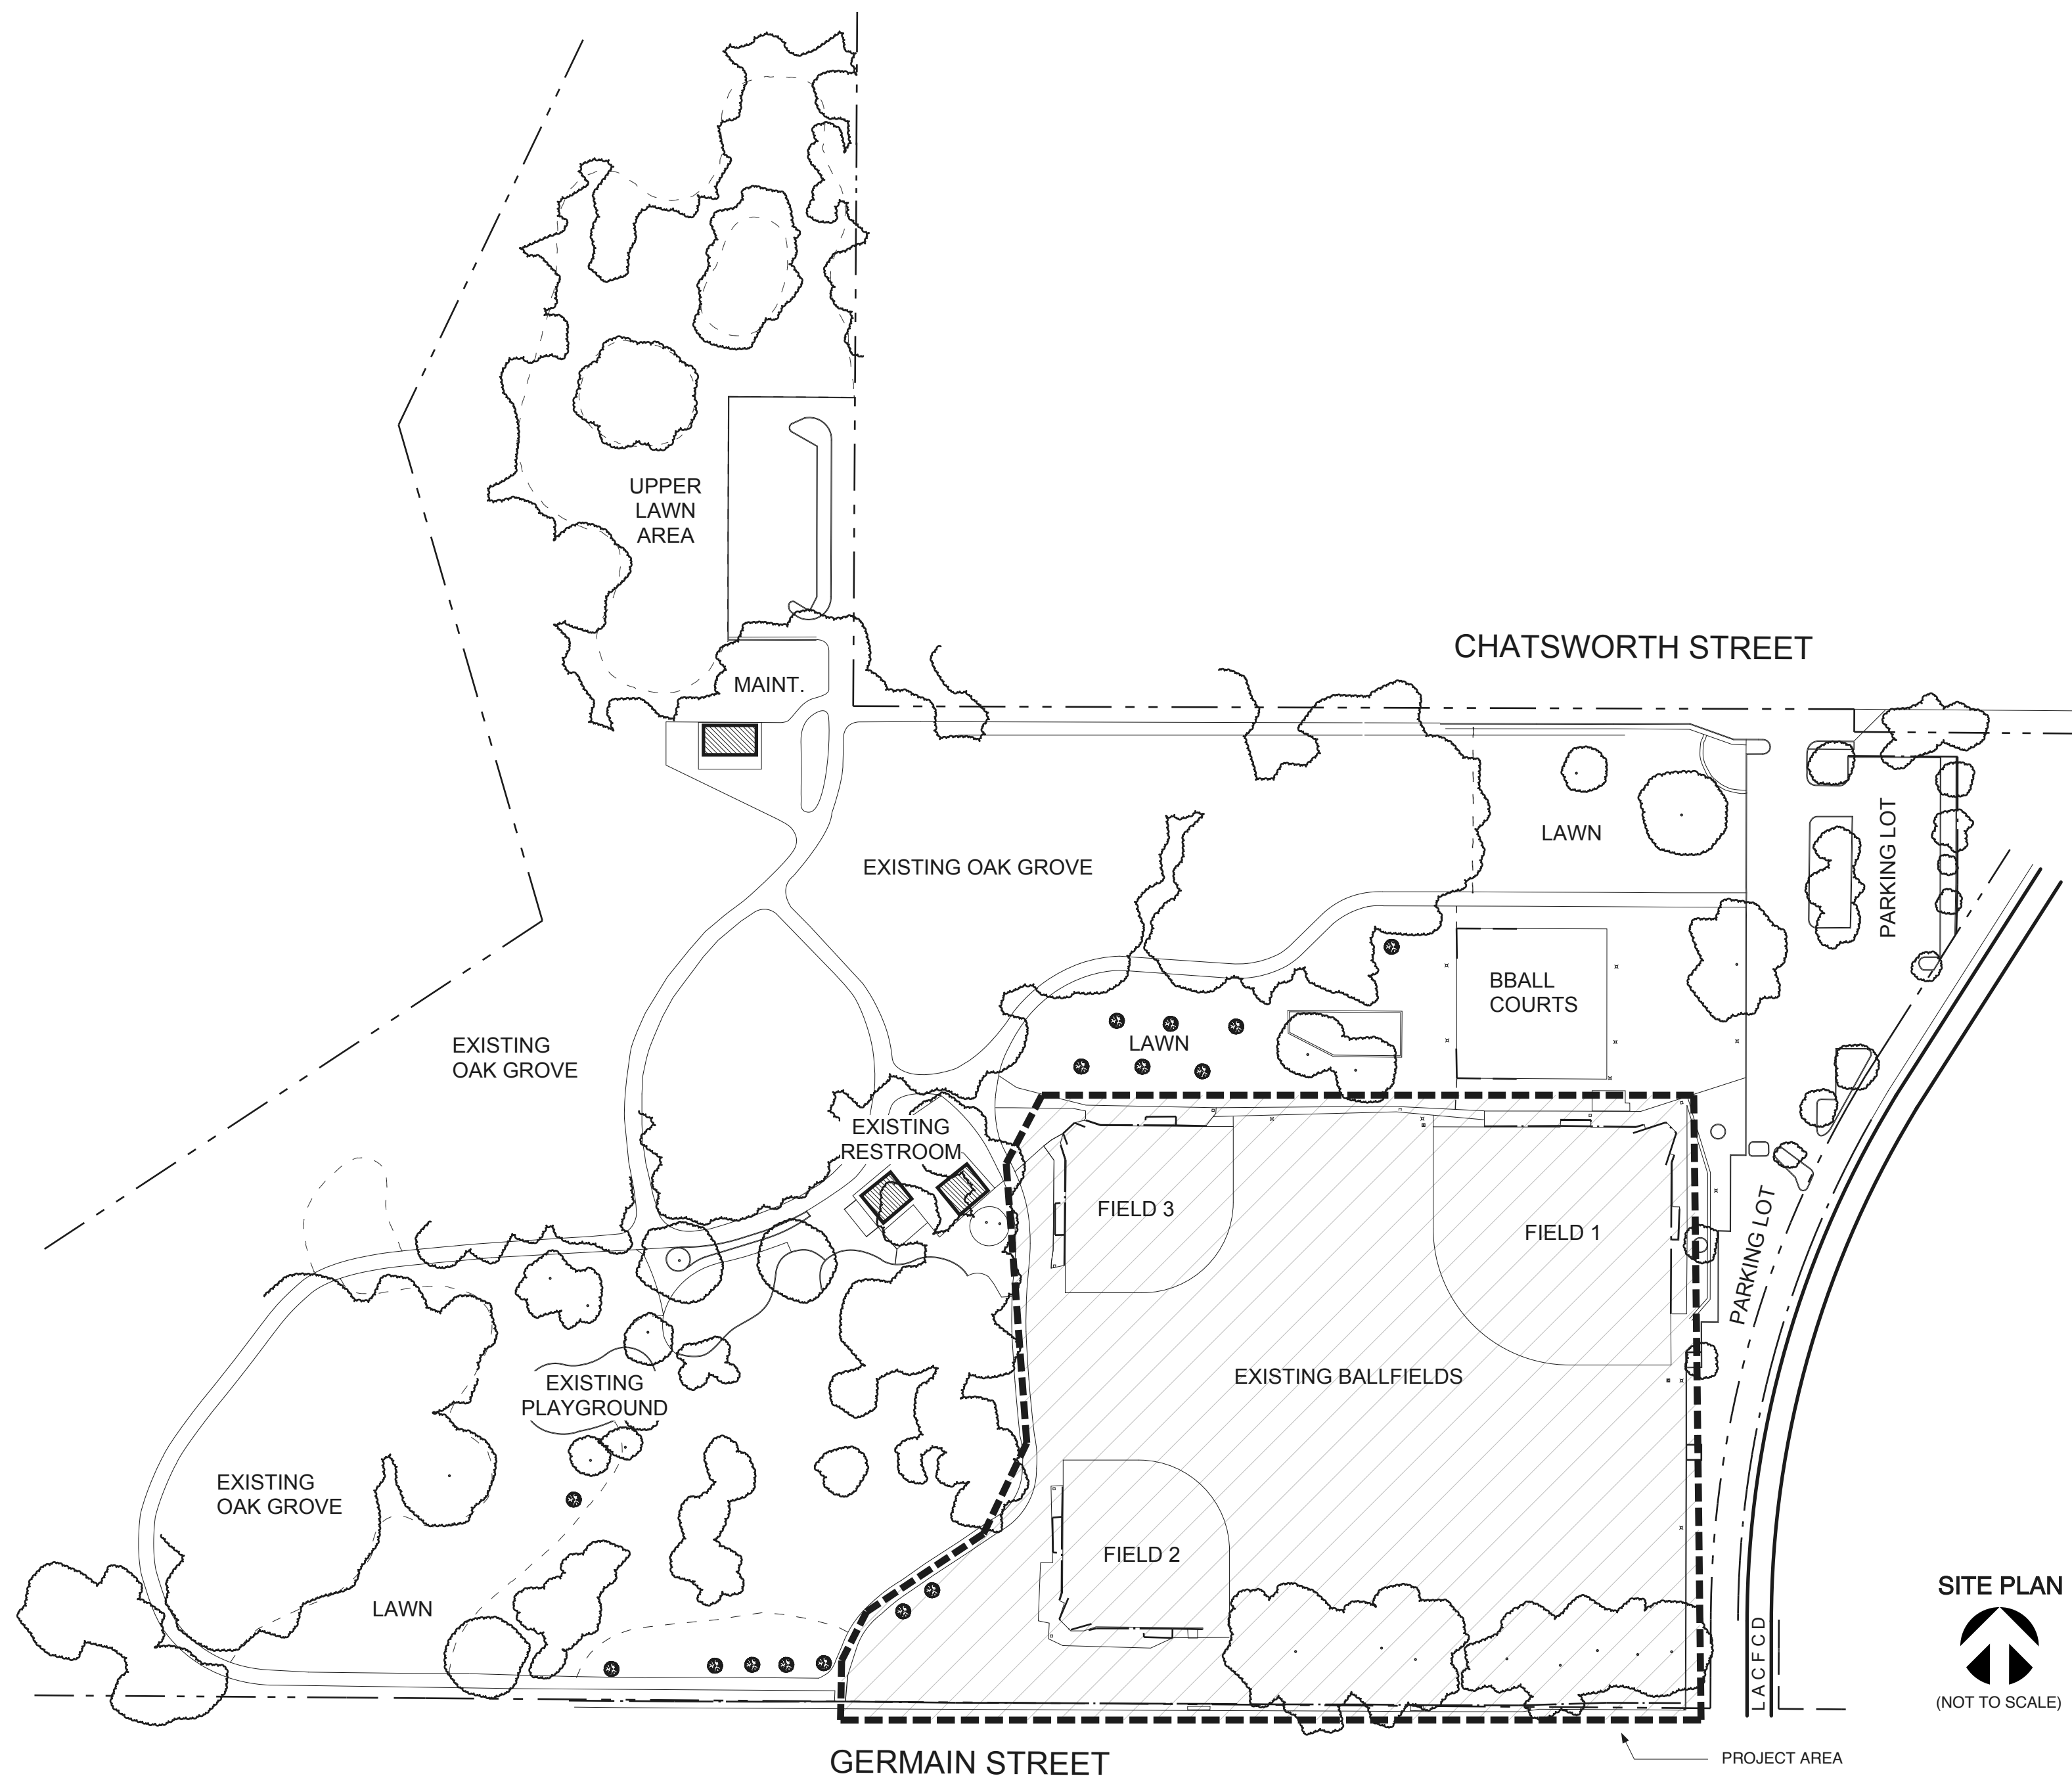 UPPER
LAWN
AREA
CHATSWORTH STREET
MAINT.
LAWN
PARKING LOT
EXISTING OAK GROVE
BBALL
COURTS
LAWN
EXISTING
OAK GROVE
EXISTING
RESTROOM
FIELD 3
FIELD 1
PARKING LOT
EXISTING BALLFIELDS
EXISTING
PLAYGROUND
EXISTING
OAK GROVE
FIELD 2
LAWN
LACFCD
SITE PLAN
(NOT TO SCALE)
GERMAIN STREET
PROJECT AREA